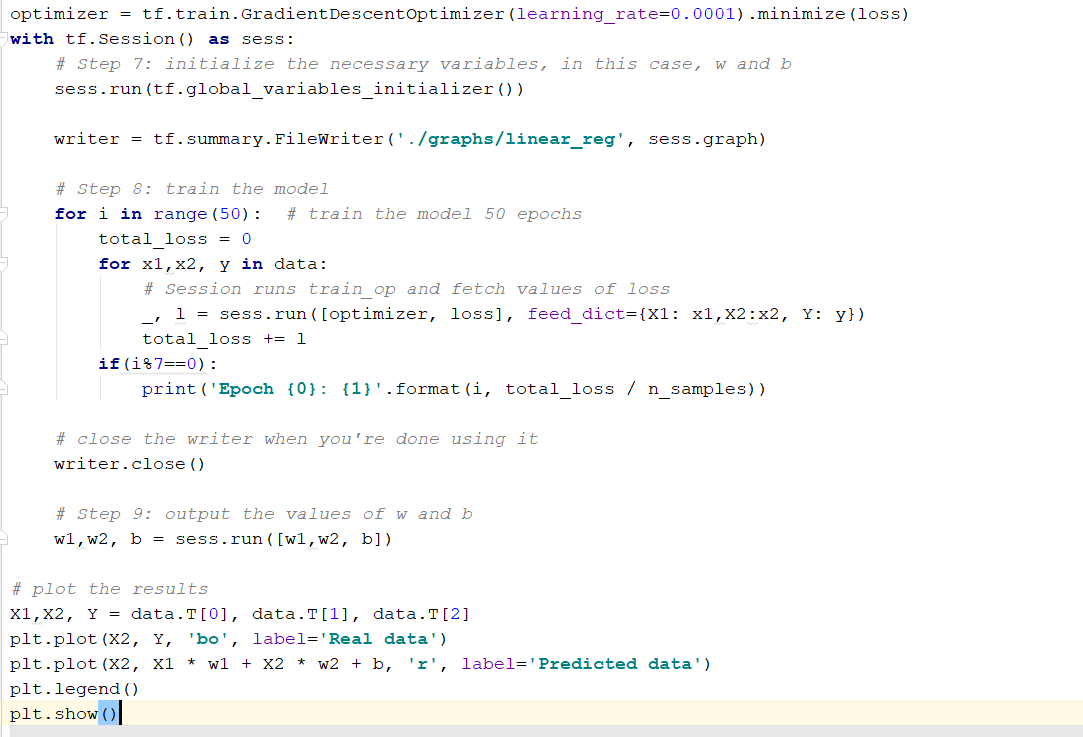 optimizer = tf.train.GradientDescentOptimizer(learning_rate=0.0001).minimize(loss)
with tf.Session() as sess:
    # Step 7: initialize the necessary variables, in this case, w and b
    sess.run(tf.global_variables_initializer())

    writer = tf.summary.FileWriter('./graphs/linear_reg', sess.graph)

    # Step 8: train the model
    for i in range(50):  # train the model 50 epochs
        total_loss = 0
        for x1,x2, y in data:
            # Session runs train_op and fetch values of loss
            _, l = sess.run([optimizer, loss], feed_dict={X1: x1,X2:x2, Y: y})
            total_loss += l
        if(i%7==0):
            print('Epoch {0}: {1}'.format(i, total_loss / n_samples))

    # close the writer when you're done using it
    writer.close()

    # Step 9: output the values of w and b
    w1,w2, b = sess.run([w1,w2, b])

# plot the results
X1,X2, Y = data.T[0], data.T[1], data.T[2]
plt.plot(X2, Y, 'bo', label='Real data')
plt.plot(X2, X1 * w1 + X2 * w2 + b, 'r', label='Predicted data')
plt.legend()
plt.show()